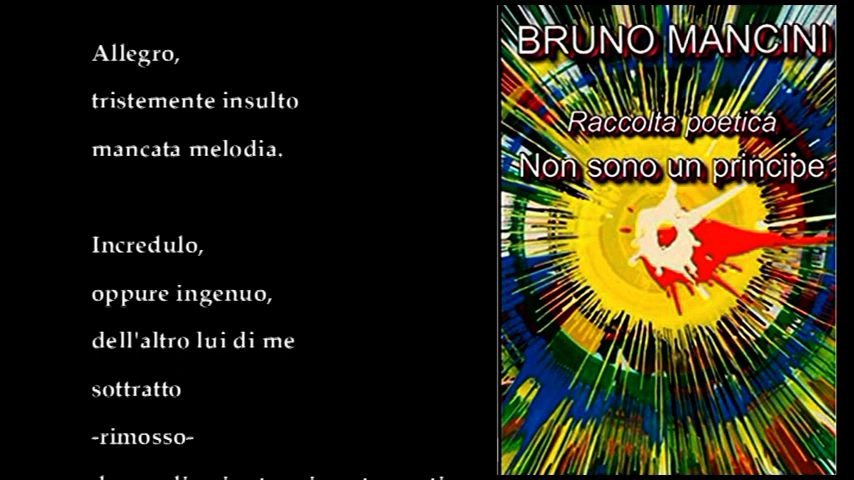 Allegro,
tristemente insulto
mancata melodia.
Incredulo,
oppure ingenuo,
dell'altro lui di me
sottratto
-rimosso-
BRUNO MANCINI
Raccolta poetica
Non sono un principe